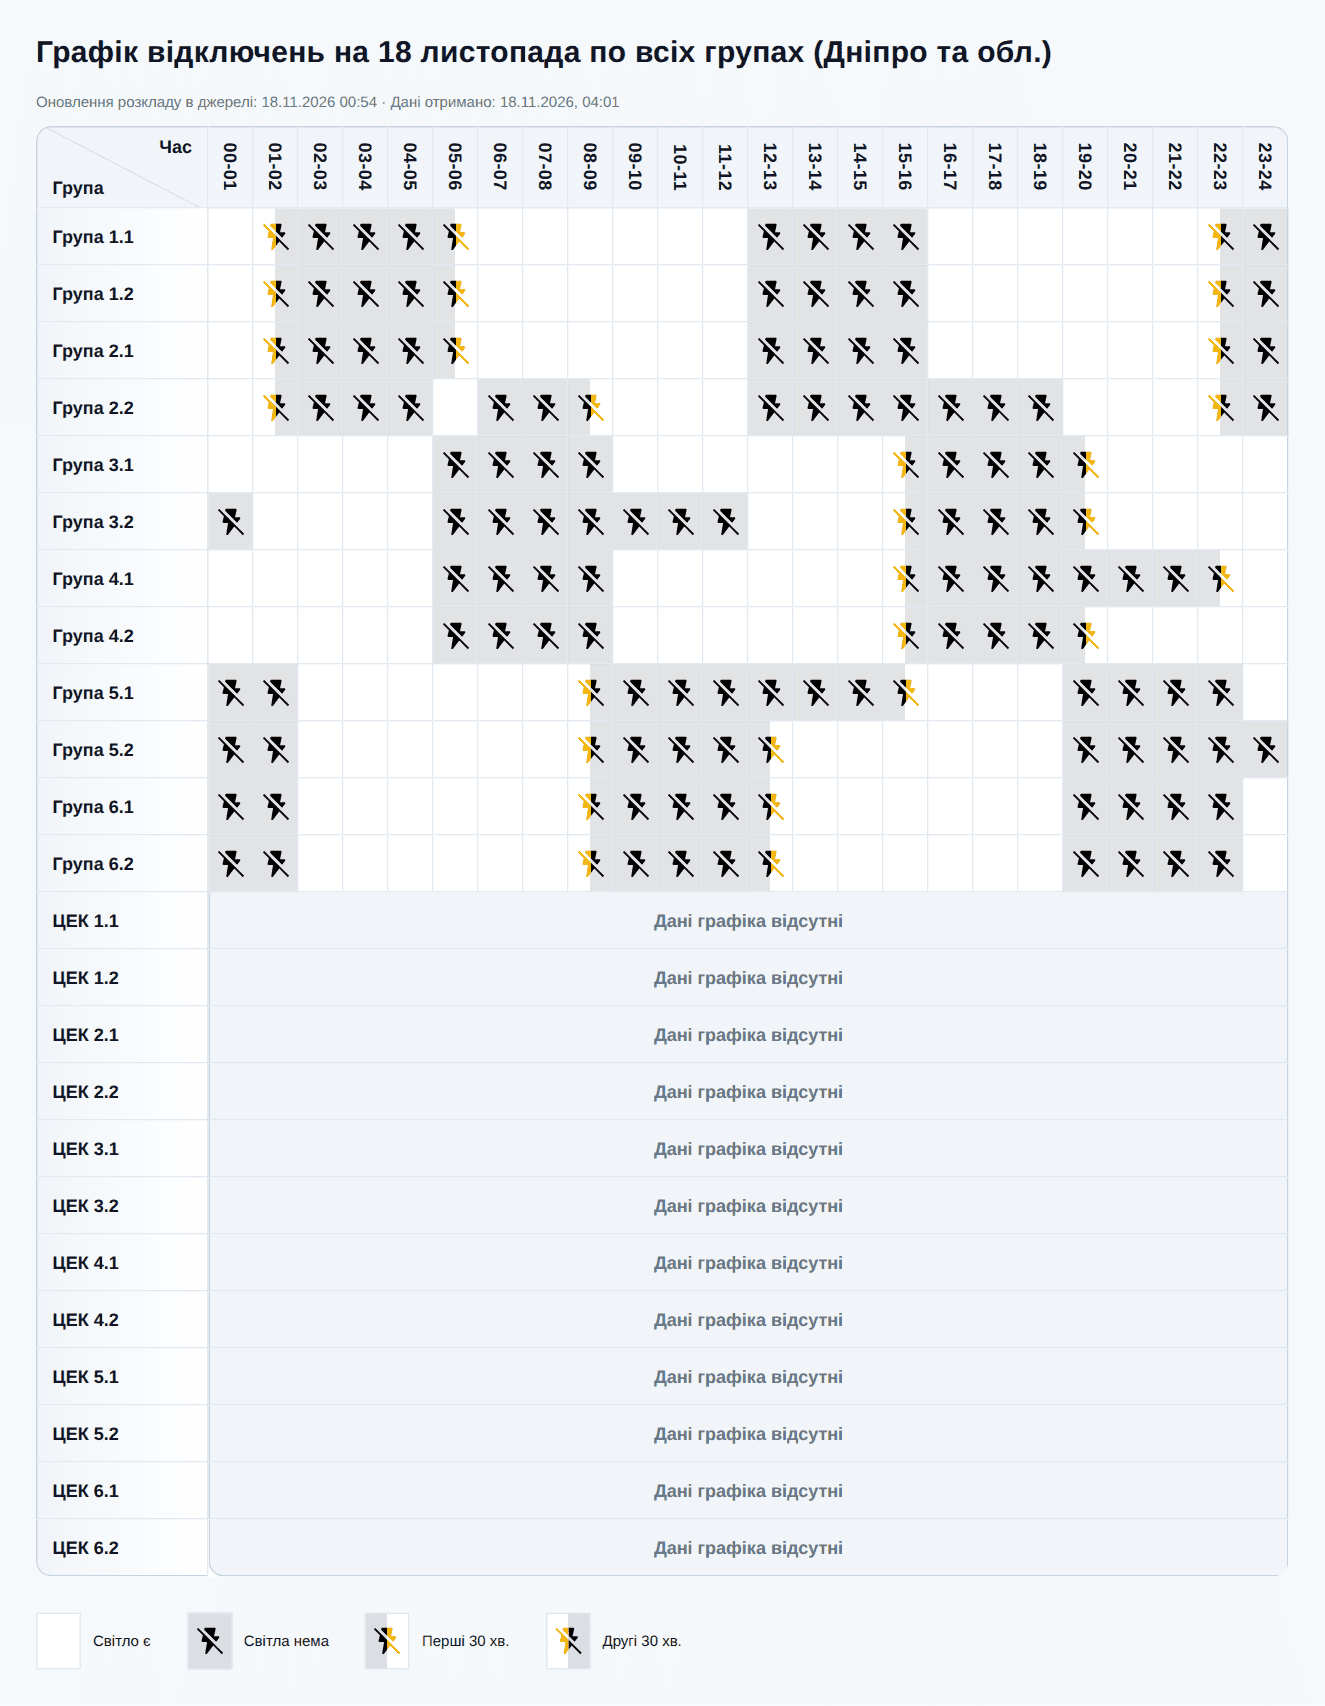 Графік відключень на 18 листопада по всіх групах (Дніпро та обл.)
Оновлення розкладу в джерелі: 18.11.2026 00:54 · Дані отримано: 18.11.2026, 04:01
Час
Група
00-01 01-02 02-03 03-04 04-05 05-06 06-07 07-08 08-09 09-10 10-11 11-12 12-13 13-14 14-15 15-16 16-17 17-18 18-19 19-20 20-21 21-22 22-23 23-24
Група 1.1
Група 1.2
Група 2.1
Група 2.2
Група 3.1
Група 3.2
Група 4.1
Група 4.2
Група 5.1
Група 5.2
Група 6.1
Група 6.2
ЦЕК 1.1 Дані графіка відсутні
ЦЕК 1.2 Дані графіка відсутні
ЦЕК 2.1 Дані графіка відсутні
ЦЕК 2.2 Дані графіка відсутні
ЦЕК 3.1 Дані графіка відсутні
ЦЕК 3.2 Дані графіка відсутні
ЦЕК 4.1 Дані графіка відсутні
ЦЕК 4.2 Дані графіка відсутні
ЦЕК 5.1 Дані графіка відсутні
ЦЕК 5.2 Дані графіка відсутні
ЦЕК 6.1 Дані графіка відсутні
ЦЕК 6.2 Дані графіка відсутні
Світло є Світла нема Перші 30 хв. Другі 30 хв.